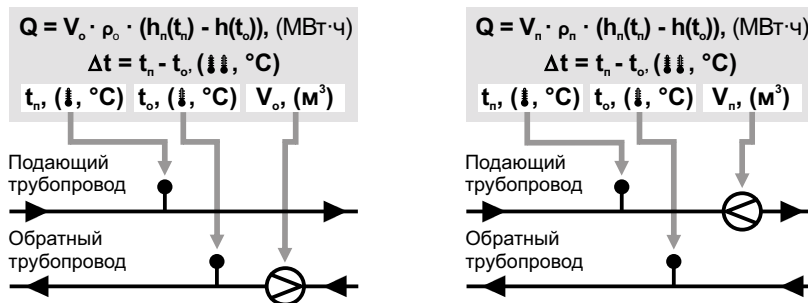 Q = Vₒ · ρₒ · (hₙ(tₙ) - h(tₒ)), (МВт·ч)
Δt = tₙ - tₒ, (🌡🌡, °C)
tₙ, (🌡, °C) tₒ, (🌡, °C) Vₒ, (м³)
Подающий
трубопровод
Обратный
трубопровод
Q = Vₙ · ρₙ · (hₙ(tₙ) - h(tₒ)), (МВт·ч)
Δt = tₙ - tₒ, (🌡🌡, °C)
tₙ, (🌡, °C) tₒ, (🌡, °C) Vₙ, (м³)
Подающий
трубопровод
Обратный
трубопровод